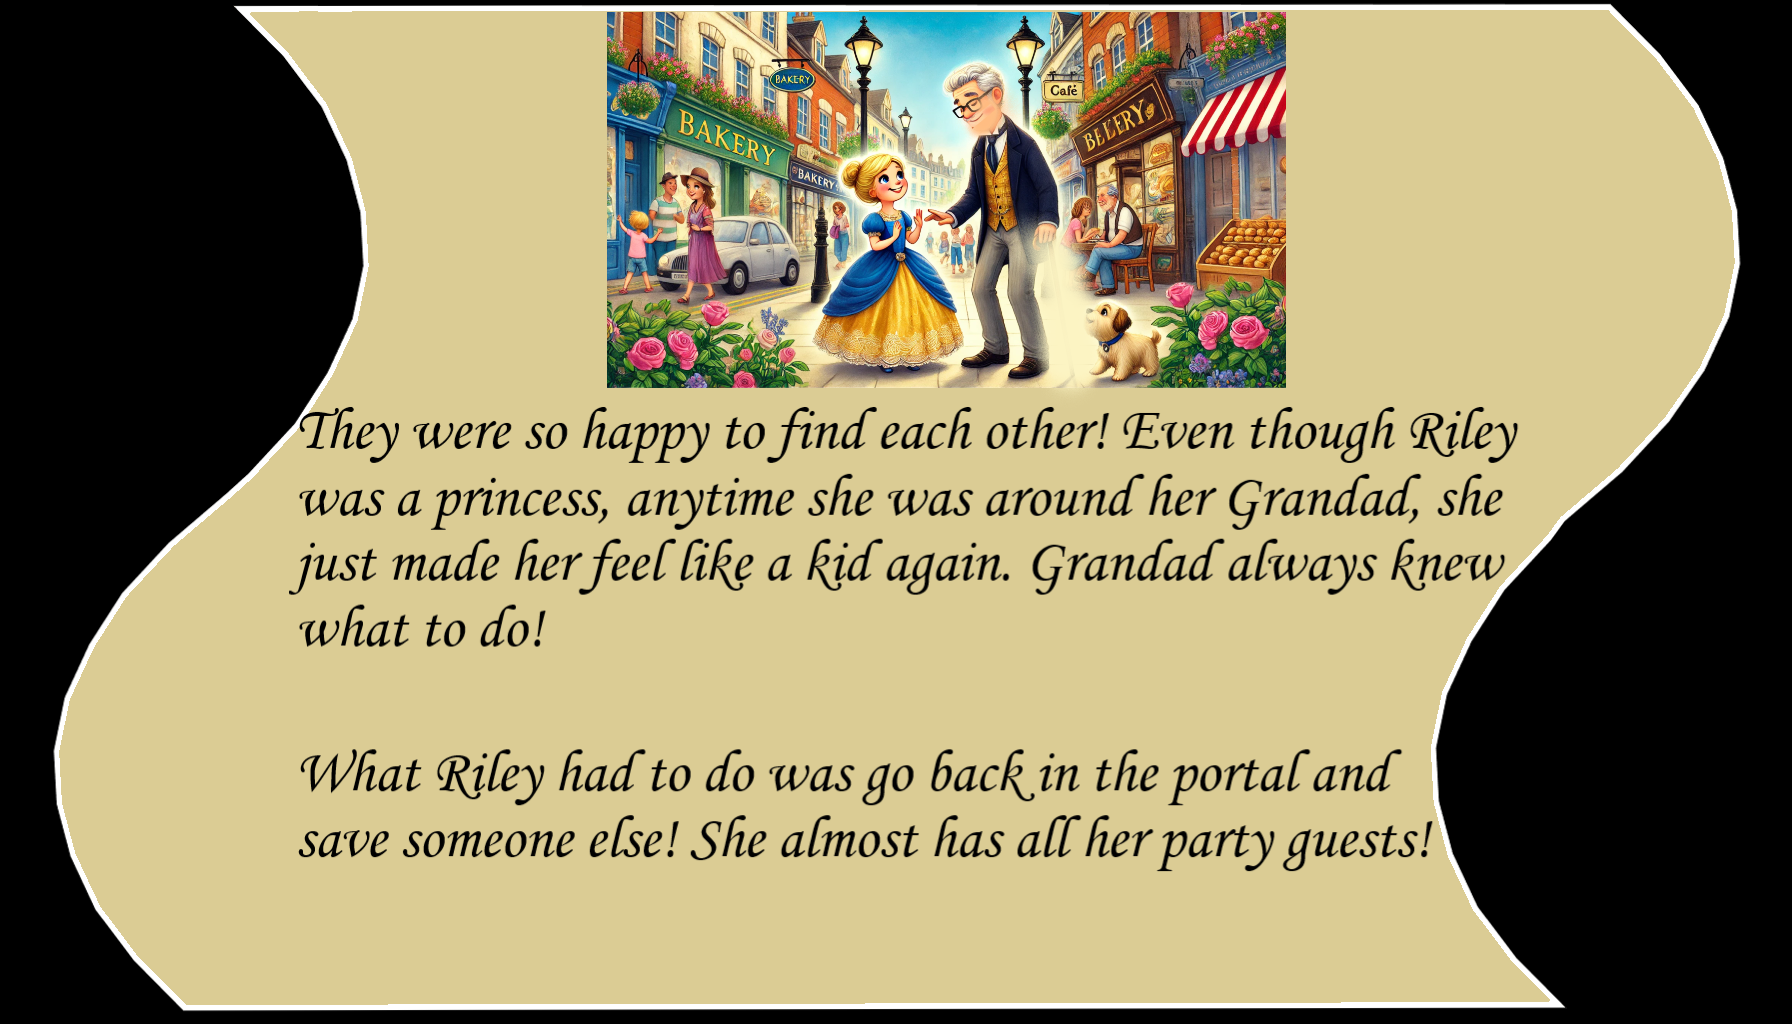 BAKERY
Café
BAKERY
BEKERY
BAKERY
They were so happy to find each other! Even though Riley
was a princess, anytime she was around her Grandad, she
just made her feel like a kid again. Grandad always knew
what to do!
What Riley had to do was go back in the portal and
save someone else! She almost has all her party guests!